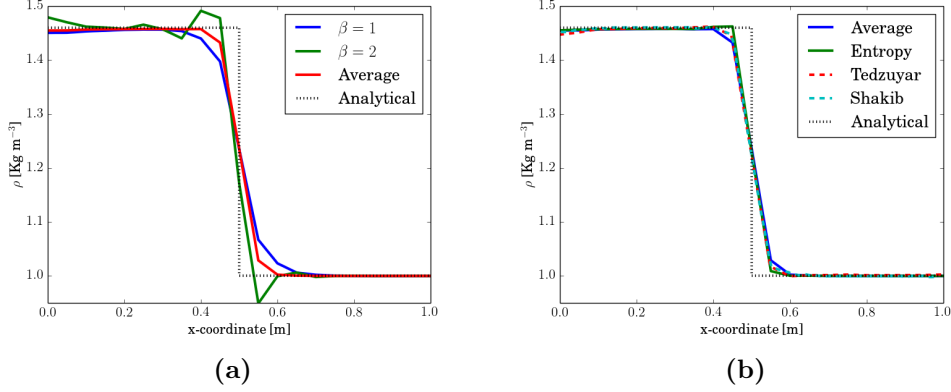 1.5
1.4
1.3
1.2
1.1
1.0
ρ [Kg m⁻³]
0.0 0.2 0.4 0.6 0.8 1.0
x-coordinate [m]
β = 1
β = 2
Average
Analytical
(a)
1.5
1.4
1.3
1.2
1.1
1.0
ρ [Kg m⁻³]
0.0 0.2 0.4 0.6 0.8 1.0
x-coordinate [m]
Average
Entropy
Tedzuyar
Shakib
Analytical
(b)